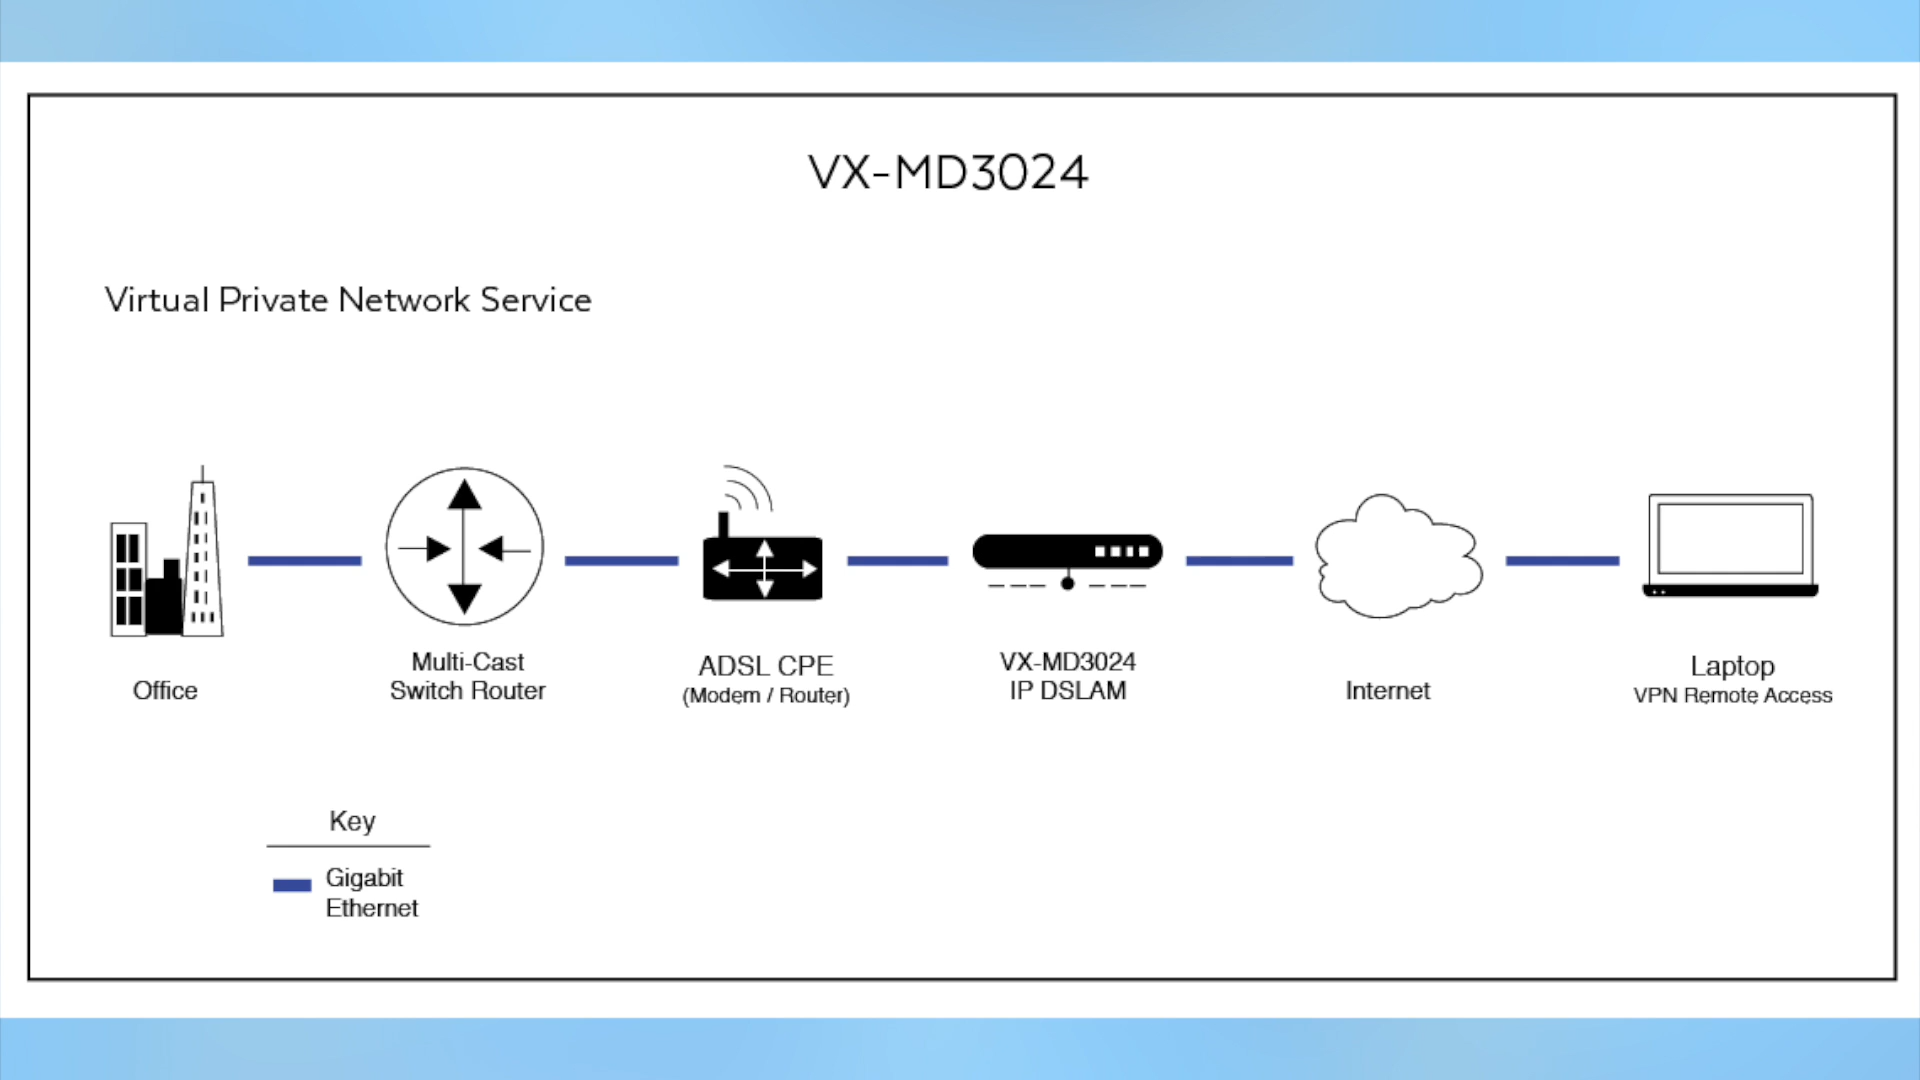 VX-MD3024
Virtual Private Network Service
Office
Multi-Cast
Switch Router
ADSL CPE
(Modem / Router)
VX-MD3024
IP DSLAM
Internet
Laptop
VPN Remote Access
Key
Gigabit
Ethernet